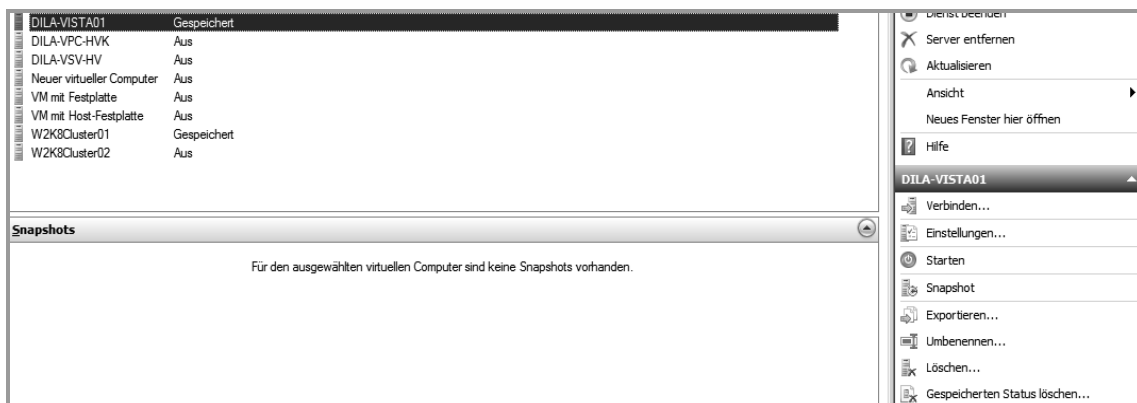 DILA-VISTA01 Gespeichert
DILA-VPC-HVK Aus
DILA-VSV-HV Aus
Neuer virtueller Computer Aus
VM mit Festplatte Aus
VM mit Host-Festplatte Aus
W2K8Cluster01 Gespeichert
W2K8Cluster02 Aus
Snapshots
Für den ausgewählten virtuellen Computer sind keine Snapshots vorhanden.
Dienst beenden
Server entfernen
Aktualisieren
Ansicht
Neues Fenster hier öffnen
Hilfe
DILA-VISTA01
Verbinden...
Einstellungen...
Starten
Snapshot
Exportieren...
Umbenennen...
Löschen...
Gespeicherten Status löschen...